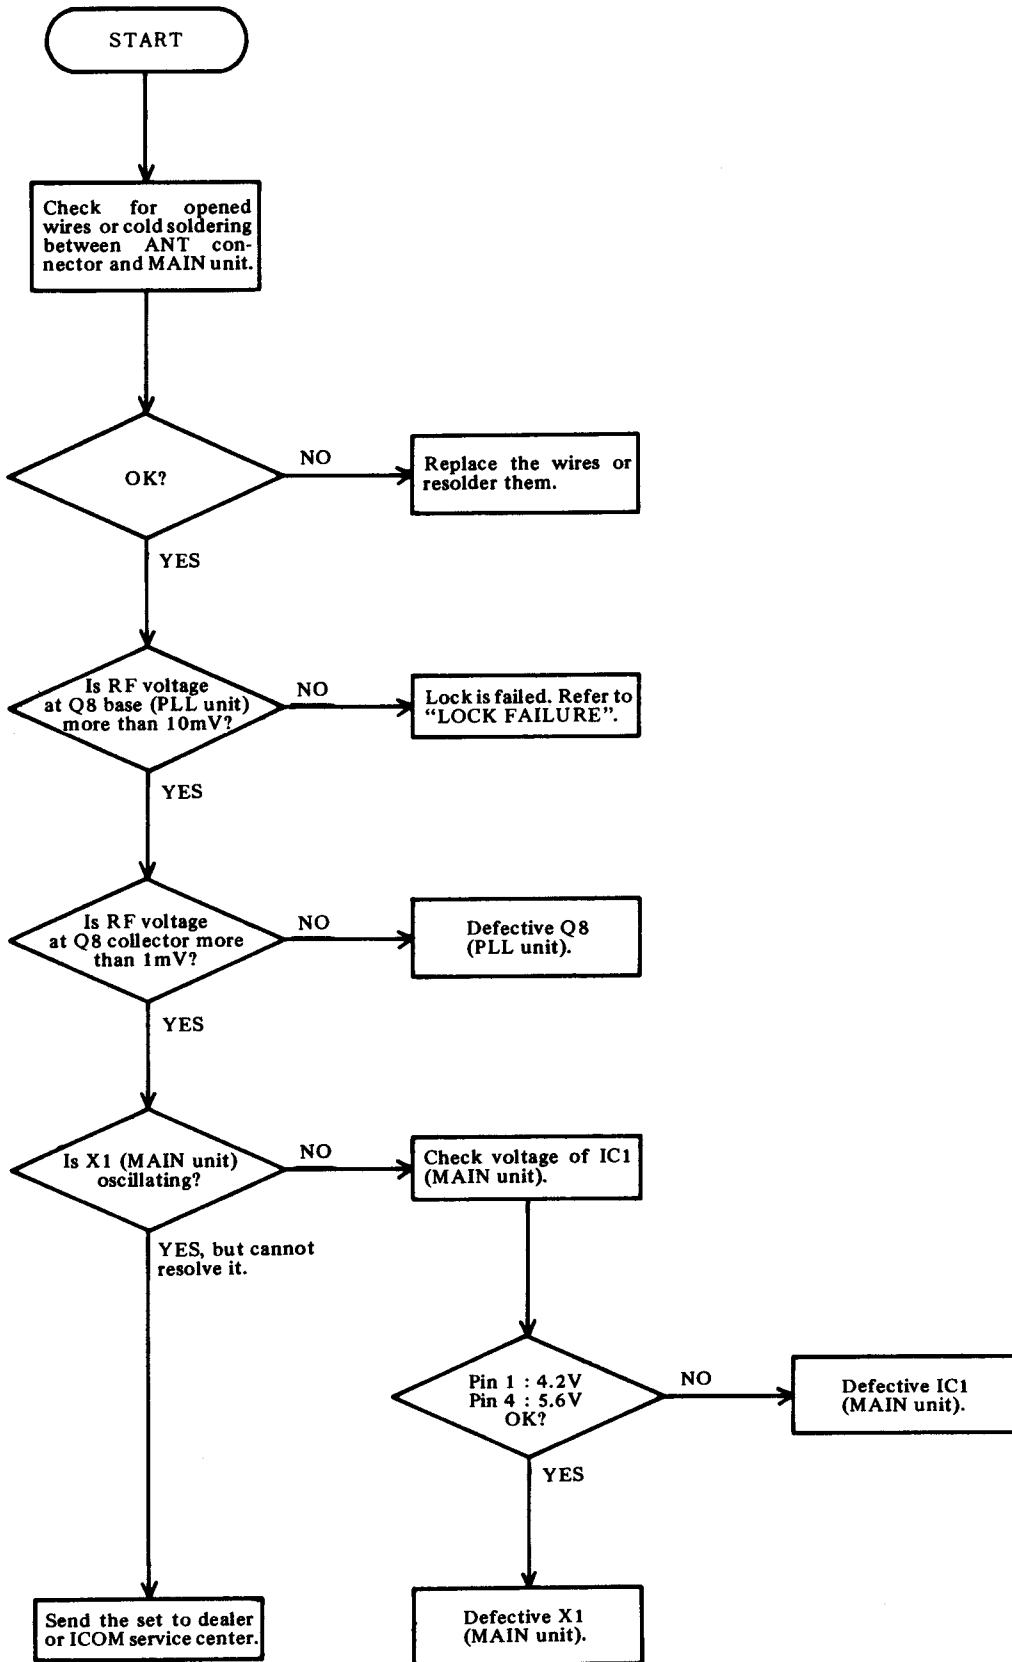 START
Check for opened
wires or cold soldering
between ANT con-
nector and MAIN unit.
OK?
NO
Replace the wires or
resolder them.
YES
Is RF voltage
at Q8 base (PLL unit)
more than 10mV?
NO
Lock is failed. Refer to
“LOCK FAILURE”.
YES
Is RF voltage
at Q8 collector more
than 1mV?
NO
Defective Q8
(PLL unit).
YES
Is X1 (MAIN unit)
oscillating?
NO
Check voltage of IC1
(MAIN unit).
YES, but cannot
resolve it.
Pin 1 : 4.2V
Pin 4 : 5.6V
OK?
NO
Defective IC1
(MAIN unit).
YES
Send the set to dealer
or ICOM service center.
Defective X1
(MAIN unit).